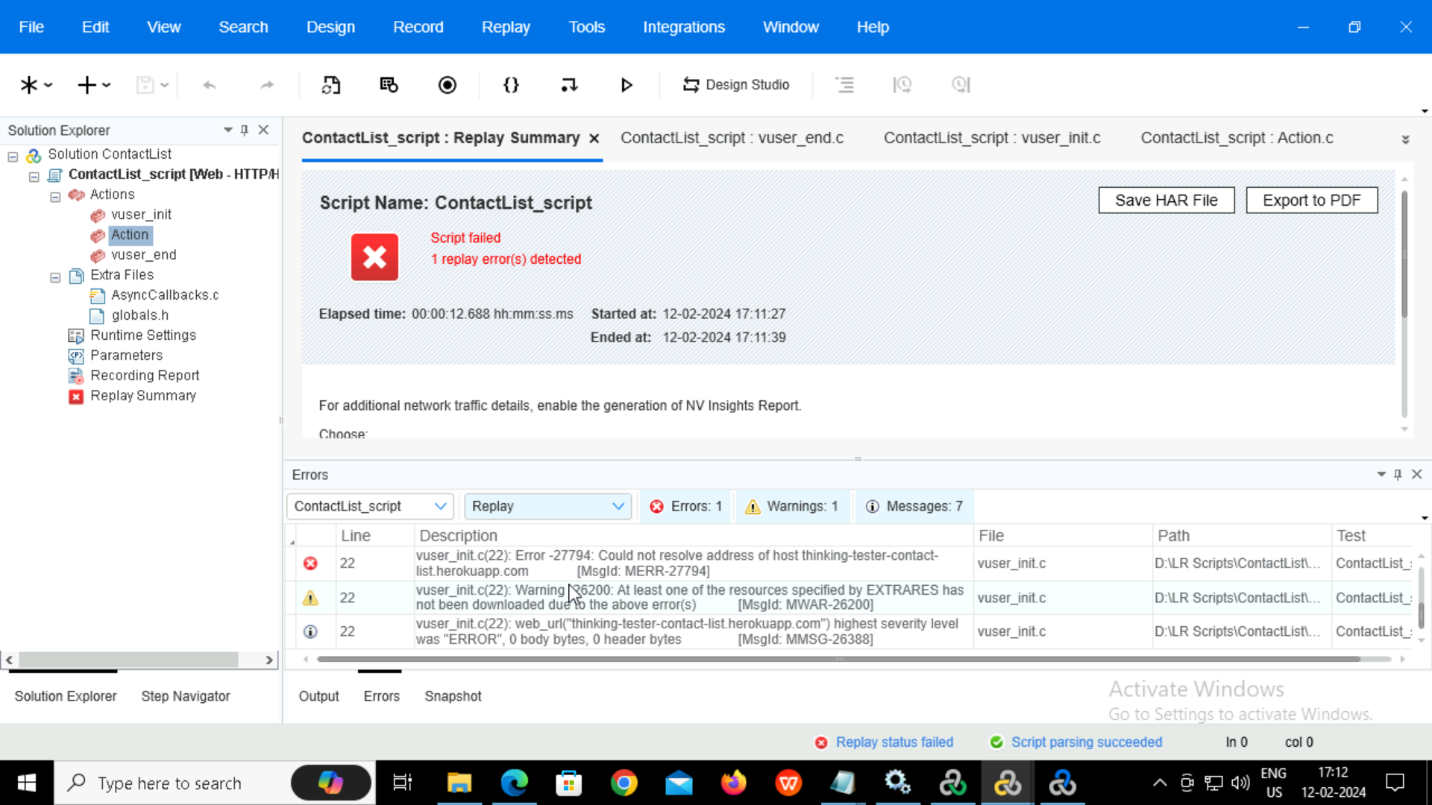 File Edit View Search Design Record Replay Tools Integrations Window Help
Design Studio
Solution Explorer
Solution ContactList
ContactList_script [Web - HTTP/H
Actions
vuser_init
Action
vuser_end
Extra Files
AsyncCallbacks.c
globals.h
Runtime Settings
Parameters
Recording Report
Replay Summary
Solution Explorer Step Navigator
ContactList_script : Replay Summary ContactList_script : vuser_end.c ContactList_script : vuser_init.c ContactList_script : Action.c
Script Name: ContactList_script
Save HAR File Export to PDF
Script failed
1 replay error(s) detected
Elapsed time: 00:00:12.688 hh:mm:ss.ms Started at: 12-02-2024 17:11:27
Ended at: 12-02-2024 17:11:39
For additional network traffic details, enable the generation of NV Insights Report.
Choose:
Errors
ContactList_script Replay Errors: 1 Warnings: 1 Messages: 7
Line Description File Path Test
22 vuser_init.c(22): Error -27794: Could not resolve address of host thinking-tester-contact- vuser_init.c D:\LR Scripts\ContactList\... ContactList_
list.herokuapp.com [MsgId: MERR-27794]
22 vuser_init.c(22): Warning -26200: At least one of the resources specified by EXTRARES has vuser_init.c D:\LR Scripts\ContactList\... ContactList_
not been downloaded due to the above error(s) [MsgId: MWAR-26200]
22 vuser_init.c(22): web_url("thinking-tester-contact-list.herokuapp.com") highest severity level vuser_init.c D:\LR Scripts\ContactList\... ContactList_
was "ERROR", 0 body bytes, 0 header bytes [MsgId: MMSG-26388]
Output Errors Snapshot
Activate Windows
Go to Settings to activate Windows.
Replay status failed Script parsing succeeded ln 0 col 0
Type here to search
ENG
US
17:12
12-02-2024